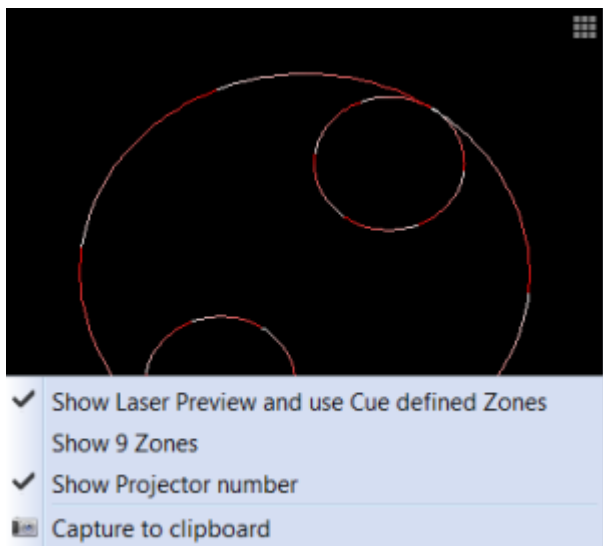 Show Laser Preview and use Cue defined Zones
Show 9 Zones
Show Projector number
Capture to clipboard